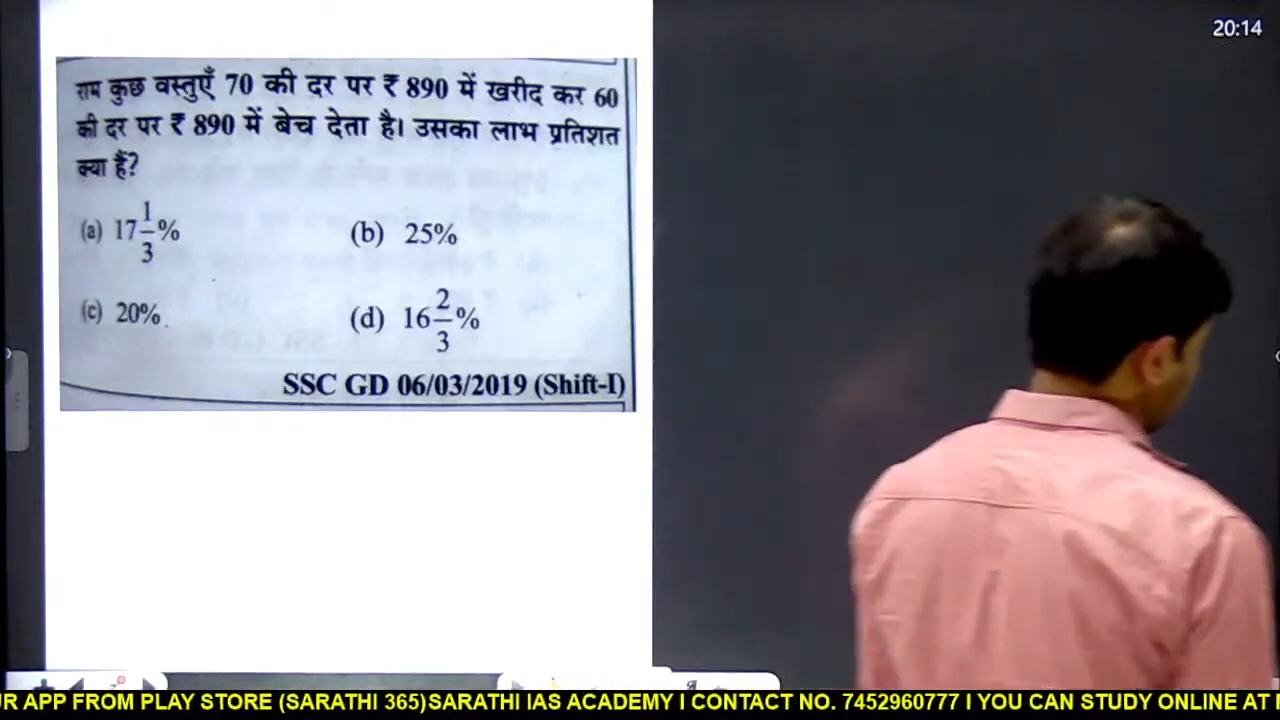 20:14
राम कुछ वस्तुएँ 70 की दर पर ₹ 890 में खरीद कर 60
की दर पर ₹ 890 में बेच देता है। उसका लाभ प्रतिशत
क्या हैं?
(a) 17 1/3 % (b) 25%
(c) 20% (d) 16 2/3 %
SSC GD 06/03/2019 (Shift-I)
UR APP FROM PLAY STORE (SARATHI 365)SARATHI IAS ACADEMY I CONTACT NO. 7452960777 I YOU CAN STUDY ONLINE AT